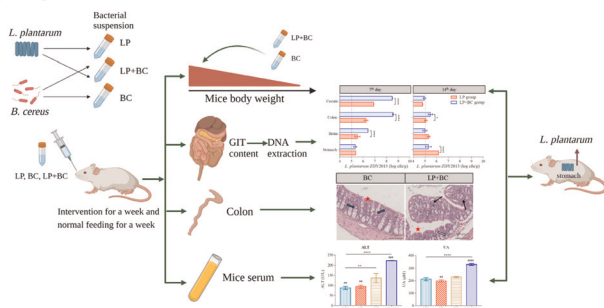 Bacterial
suspension
L. plantarum
LP
LP+BC
BC
B. cereus
LP+BC
BC
Mice body weight
LP, BC, LP+BC
Intervention for a week and
normal feeding for a week
GIT
content
DNA
extraction
Colon
Mice serum
7th day
14th day
LP group
LP+BC group
Cecum
Colon
Stomach
L. plantarum
L. plantarum
BC
LP+BC
ALT
UA
L. plantarum
stomach